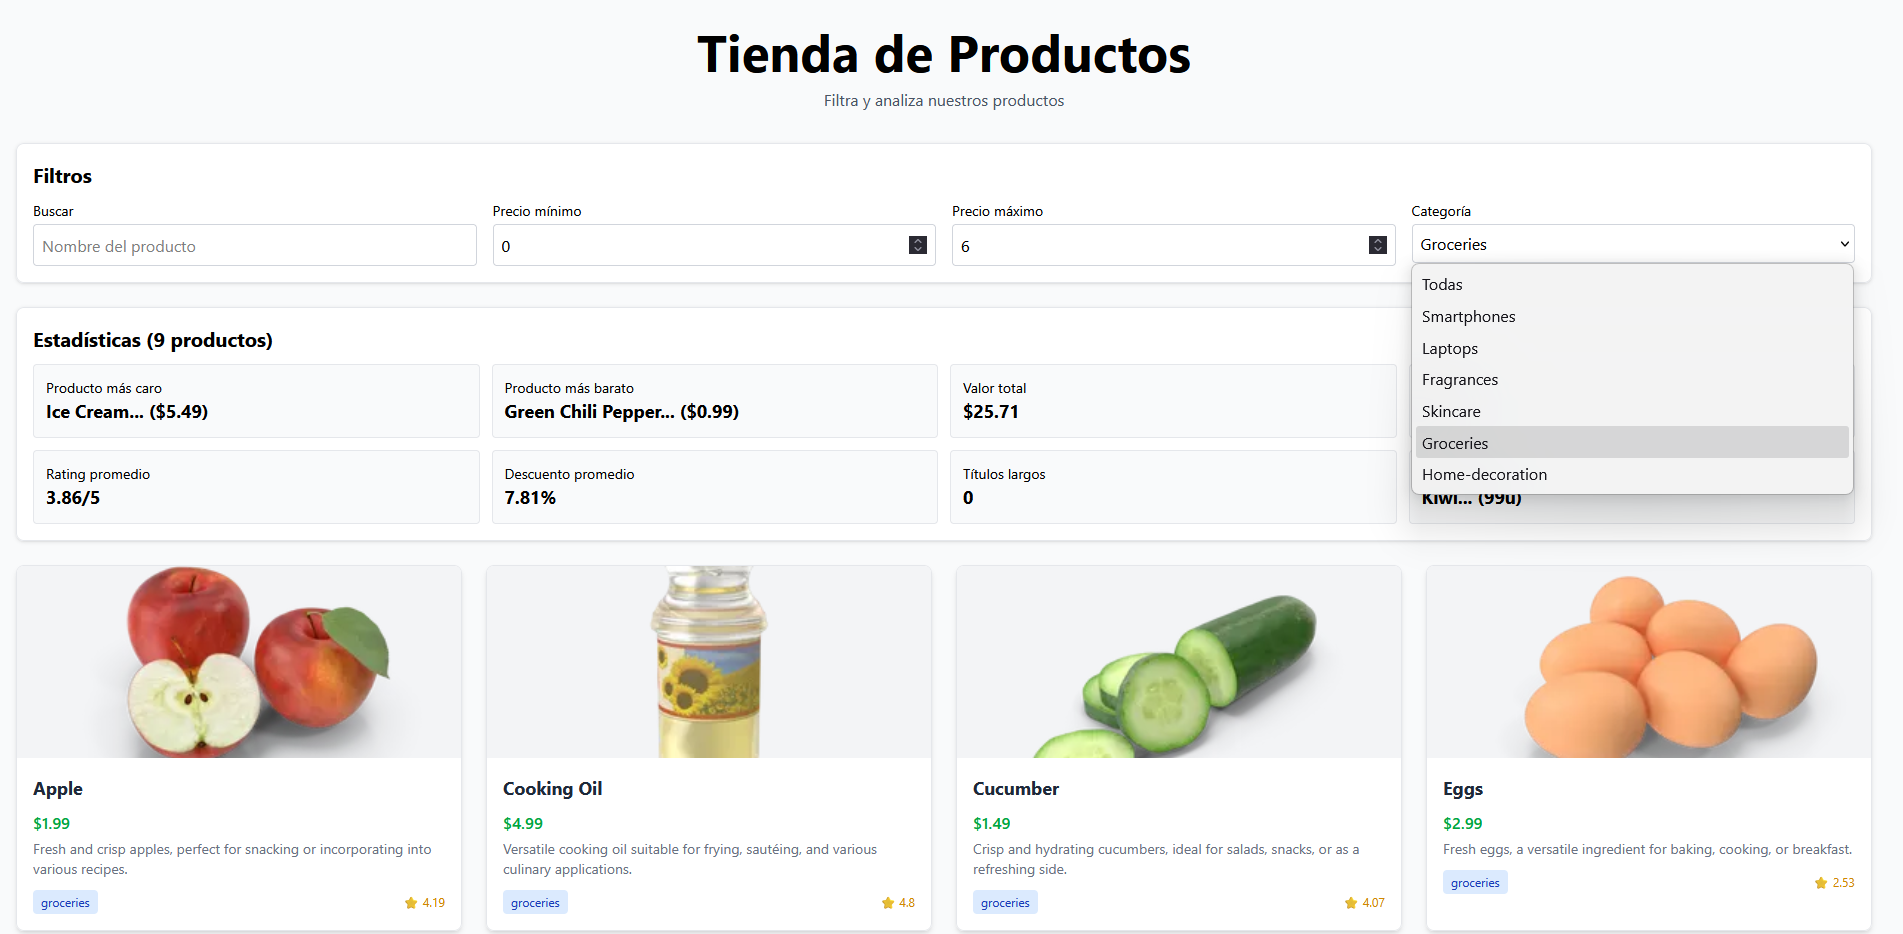 Tienda de Productos
Filtra y analiza nuestros productos
Filtros
Buscar
Nombre del producto
Precio mínimo
0
Precio máximo
6
Categoría
Groceries
Todas
Smartphones
Laptops
Fragrances
Skincare
Groceries
Home-decoration
Estadísticas (9 productos)
Producto más caro
Ice Cream... ($5.49)
Producto más barato
Green Chili Pepper... ($0.99)
Valor total
$25.71
Rating promedio
3.86/5
Descuento promedio
7.81%
Títulos largos
0
Kiwi... (99u)
Apple
$1.99
Fresh and crisp apples, perfect for snacking or incorporating into
various recipes.
groceries
4.19
Cooking Oil
$4.99
Versatile cooking oil suitable for frying, sautéing, and various
culinary applications.
groceries
4.8
Cucumber
$1.49
Crisp and hydrating cucumbers, ideal for salads, snacks, or as a
refreshing side.
groceries
4.07
Eggs
$2.99
Fresh eggs, a versatile ingredient for baking, cooking, or breakfast.
groceries
2.53